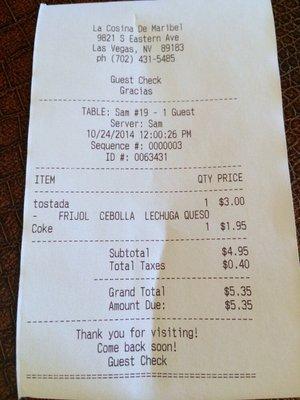 La Cosina De Maribel
9821 S Eastern Ave
Las Vegas, NV 89183
ph (702) 431-5485
Guest Check
Gracias
TABLE: Sam #19 - 1 Guest
Server: Sam
10/24/2014 12:00:26 PM
Sequence #: 0000003
ID #: 0063431
ITEM QTY PRICE
tostada 1 $3.00
- FRIJOL CEBOLLA LECHUGA QUESO
Coke 1 $1.95
Subtotal $4.95
Total Taxes $0.40
Grand Total $5.35
Amount Due: $5.35
Thank you for visiting!
Come back soon!
Guest Check